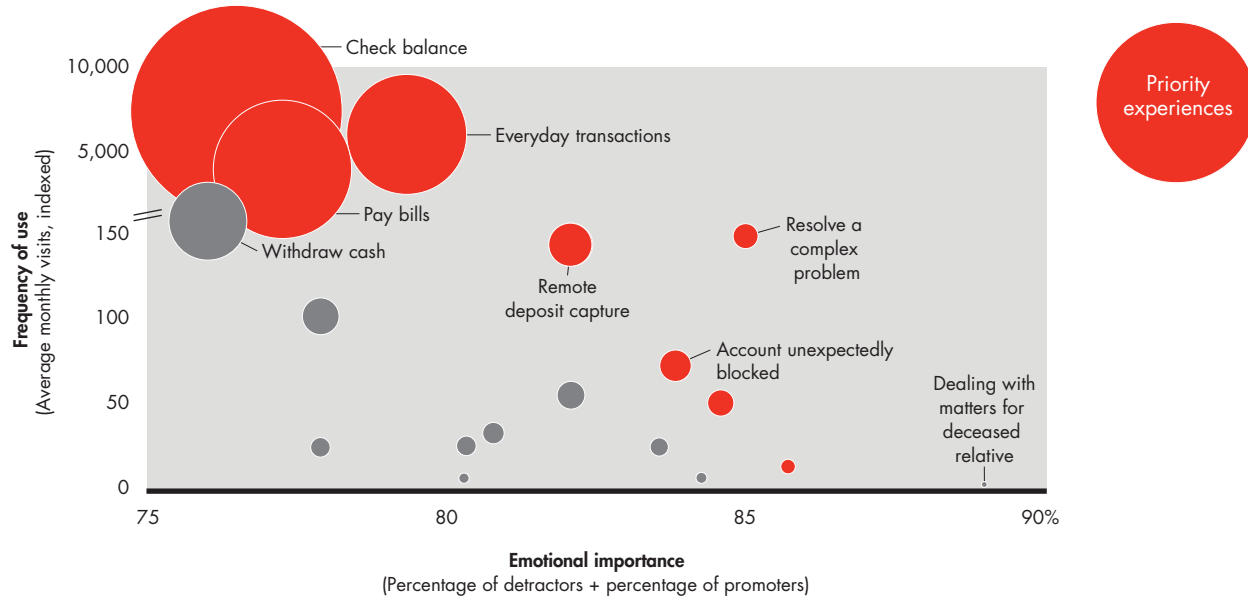 Check balance
10,000
Priority
experiences
Everyday transactions
5,000
Pay bills
Resolve a
complex
problem
150
Withdraw cash
Remote
deposit capture
Frequency of use
(Average monthly visits, indexed)
100
Account unexpectedly
blocked
Dealing with
matters for
deceased
relative
50
0
75
80
85
90%
Emotional importance
(Percentage of detractors + percentage of promoters)